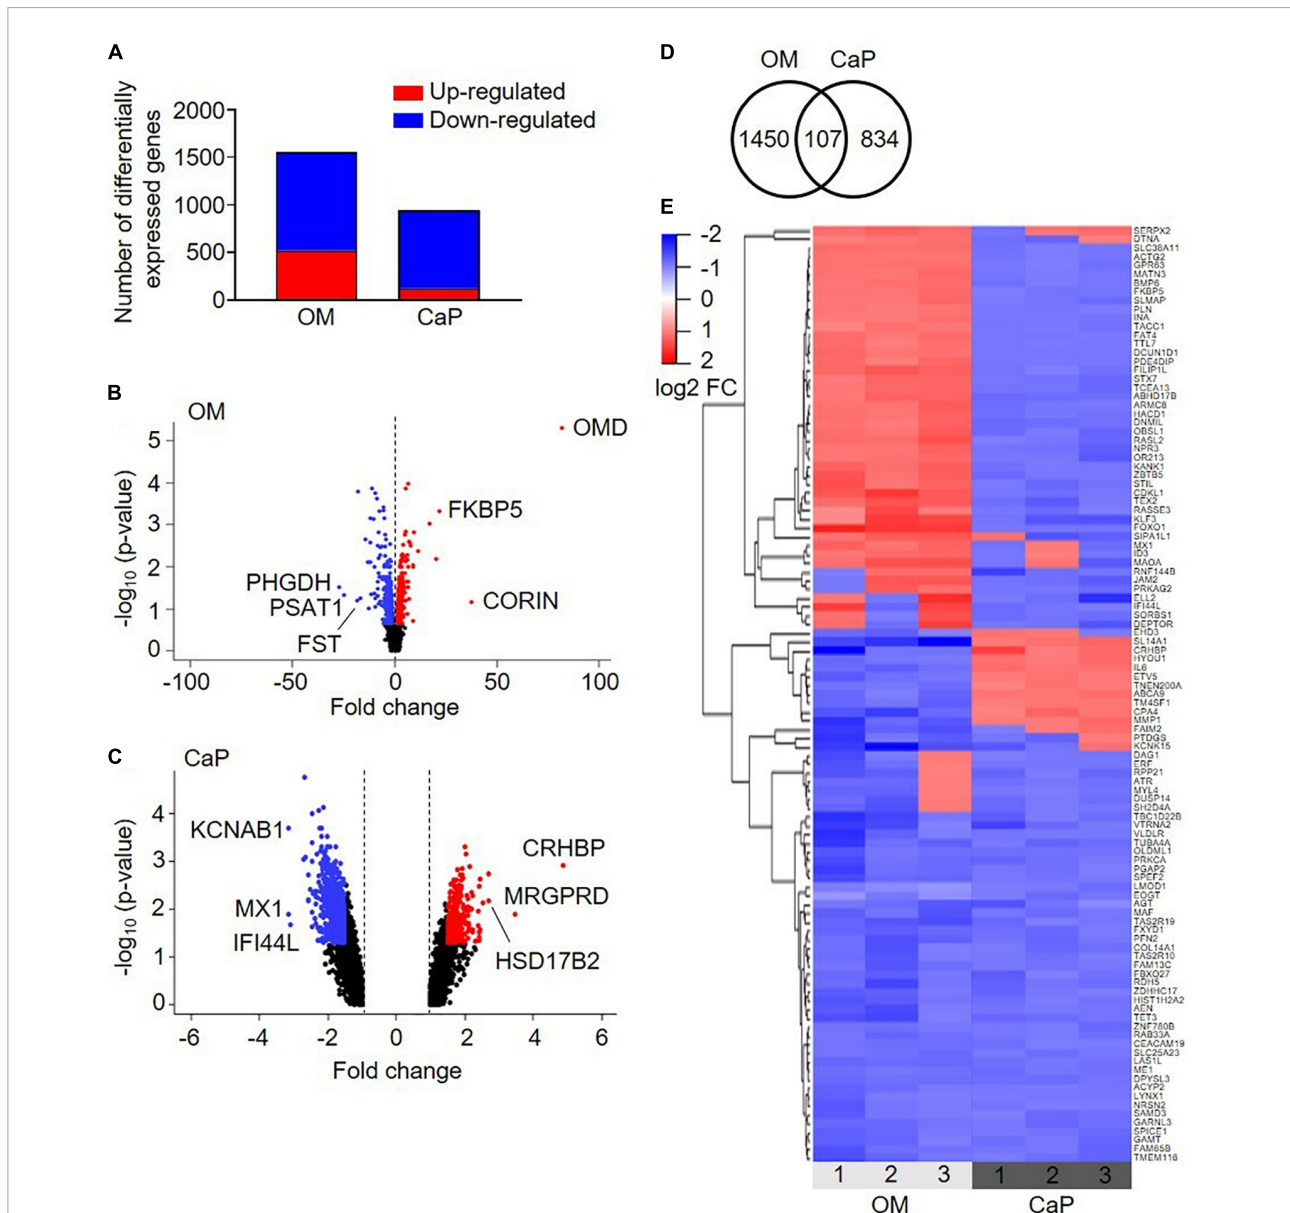 A
Number of differentially
expressed genes
2000
1500
1000
500
0
Up-regulated
Down-regulated
OM
CaP
B
OM
-log10 (p-value)
5
4
3
2
1
0
OMD
FKBP5
CORIN
PHGDH
PSAT1
FST
-100
-50
0
50
100
Fold change
C
CaP
-log10 (p-value)
4
3
2
1
0
KCNAB1
MX1
IFI44L
CRHBP
MRGPRD
HSD17B2
-6
-4
-2
0
2
4
6
Fold change
D
OM
CaP
1450
107
834
E
-2
-1
0
1
2
log2 FC
SERPX2
DTNA
SLC38A11
ACTG2
GPR63
MATN3
BMP6
FKBP5
SLMAP
PLN
INA
TACC1
FAT4
TTL7
DCUN1D1
PDE4DIP
FILIP1L
STX7
TCEA13
ABHD17B
ARMC8
HACD1
DNMIL
OBSL1
RASL2
NPR3
OR213
KANK1
ZBTB5
STIL
CDKL1
TEX2
RASSE3
KLF3
FOXO1
SIPA1L1
MX1
ID3
MAOA
RNF144B
JAM2
PRKAG2
ELL2
IFI44L
SORBS1
DEPTOR
EHD3
SL14A1
CRHBP
HYOU1
IL6
ETV5
TNEN200A
ABCA9
TM4SF1
CPA4
MMP1
FAIM2
PTDGS
KCNK15
DAG1
ERF
RPP21
ATR
MYL4
DUSP14
SH2D4A
TBC1D22B
VTRNA2
VLDLR
TUBA4A
OLDML1
PRKCA
PGAP2
SPEF2
LMOD1
EOGT
AGT
MAF
TAS2R19
FXYD1
PFN2
COL14A1
TAS2R10
FAM13C
FBXO27
RDH5
ZDHHC17
HIST1H2A2
AEN
TET3
ZNF780B
RAB33A
CEACAM19
SLC25A23
LAS1L
ME1
DPYSL3
ACYP2
LYNX1
NRSN2
SAMD3
GARNL3
SPICE1
GAMT
FAM65B
TMEM116
1
2
3
1
2
3
OM
CaP